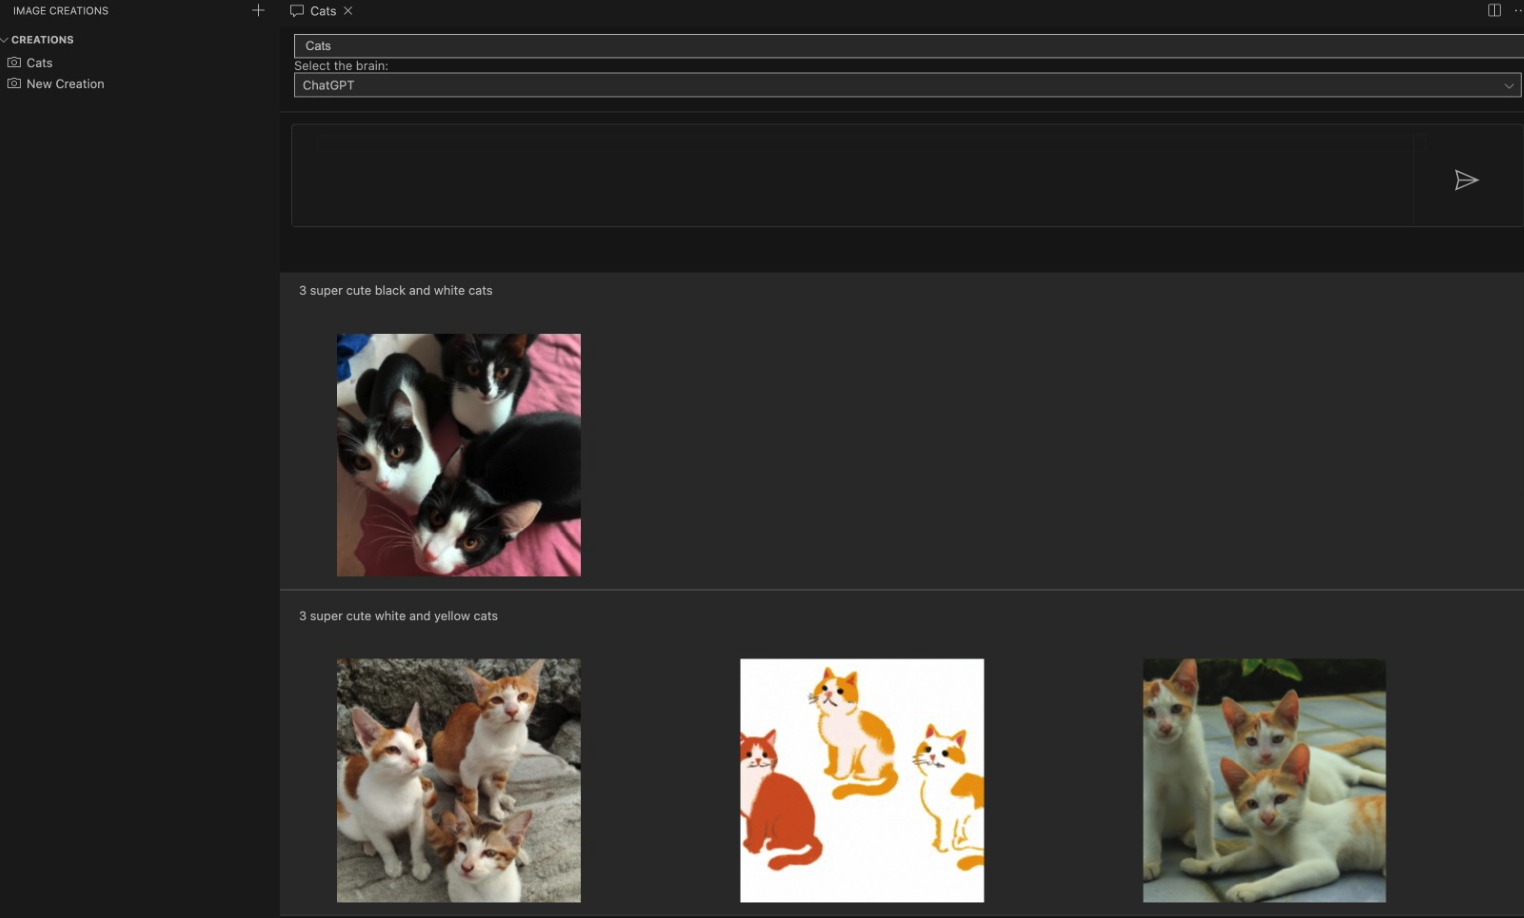 IMAGE CREATIONS
Cats
CREATIONS
Cats
New Creation
Cats
Select the brain:
ChatGPT
3 super cute black and white cats
3 super cute white and yellow cats